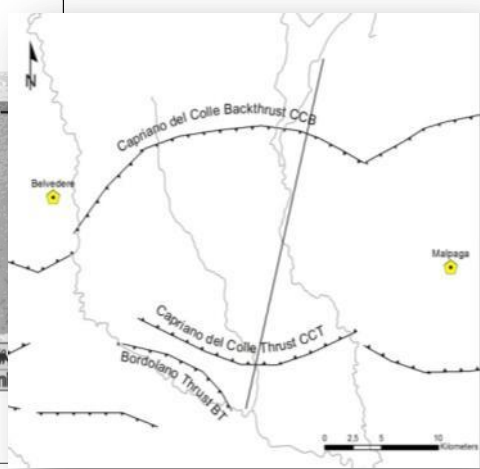 N
Capriano del Colle Backthrust CCB
Belvedere
Malpaga
Capriano del Colle Thrust CCT
Bordolano Thrust BT
0 2,5 5 10
Kilometers